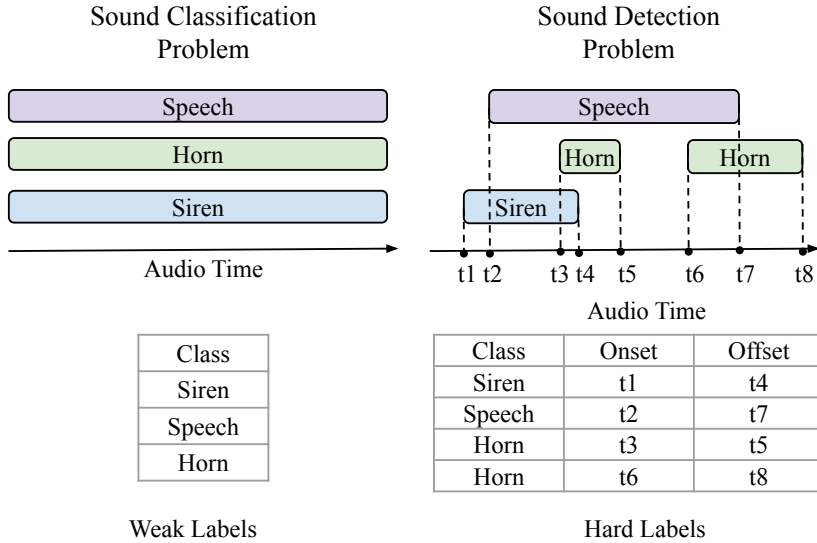 Sound Classification
Problem
Speech
Horn
Siren
Audio Time
Class
Siren
Speech
Horn
Weak Labels
Sound Detection
Problem
Speech
Horn Horn
Siren
t1 t2 t3 t4 t5 t6 t7 t8
Audio Time
Class Onset Offset
Siren t1 t4
Speech t2 t7
Horn t3 t5
Horn t6 t8
Hard Labels